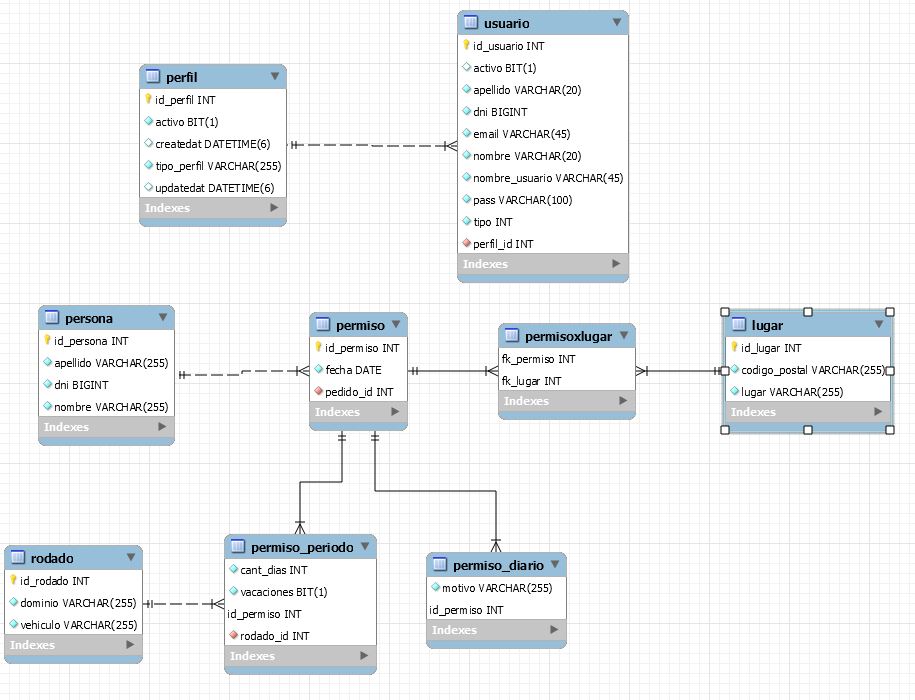 usuario
id_usuario INT
activo BIT(1)
apellido VARCHAR(20)
dni BIGINT
email VARCHAR(45)
nombre VARCHAR(20)
nombre_usuario VARCHAR(45)
pass VARCHAR(100)
tipo INT
perfil_id INT
Indexes
perfil
id_perfil INT
activo BIT(1)
createdat DATETIME(6)
tipo_perfil VARCHAR(255)
updatedat DATETIME(6)
Indexes
persona
id_persona INT
apellido VARCHAR(255)
dni BIGINT
nombre VARCHAR(255)
Indexes
permiso
id_permiso INT
fecha DATE
pedido_id INT
Indexes
permisoxlugar
fk_permiso INT
fk_lugar INT
Indexes
lugar
id_lugar INT
codigo_postal VARCHAR(255)
lugar VARCHAR(255)
Indexes
rodado
id_rodado INT
dominio VARCHAR(255)
vehiculo VARCHAR(255)
Indexes
permiso_periodo
cant_dias INT
vacaciones BIT(1)
id_permiso INT
rodado_id INT
Indexes
permiso_diario
motivo VARCHAR(255)
id_permiso INT
Indexes